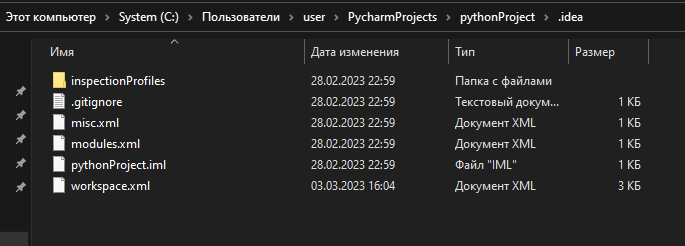 Этот компьютер > System (C:) > Пользователи > user > PycharmProjects > pythonProject > .idea
Имя Дата изменения Тип Размер
inspectionProfiles 28.02.2023 22:59 Папка с файлами
.gitignore 28.02.2023 22:59 Текстовый докум... 1 КБ
misc.xml 28.02.2023 22:59 Документ XML 1 КБ
modules.xml 28.02.2023 22:59 Документ XML 1 КБ
pythonProject.iml 28.02.2023 22:59 Файл "IML" 1 КБ
workspace.xml 03.03.2023 16:04 Документ XML 3 КБ